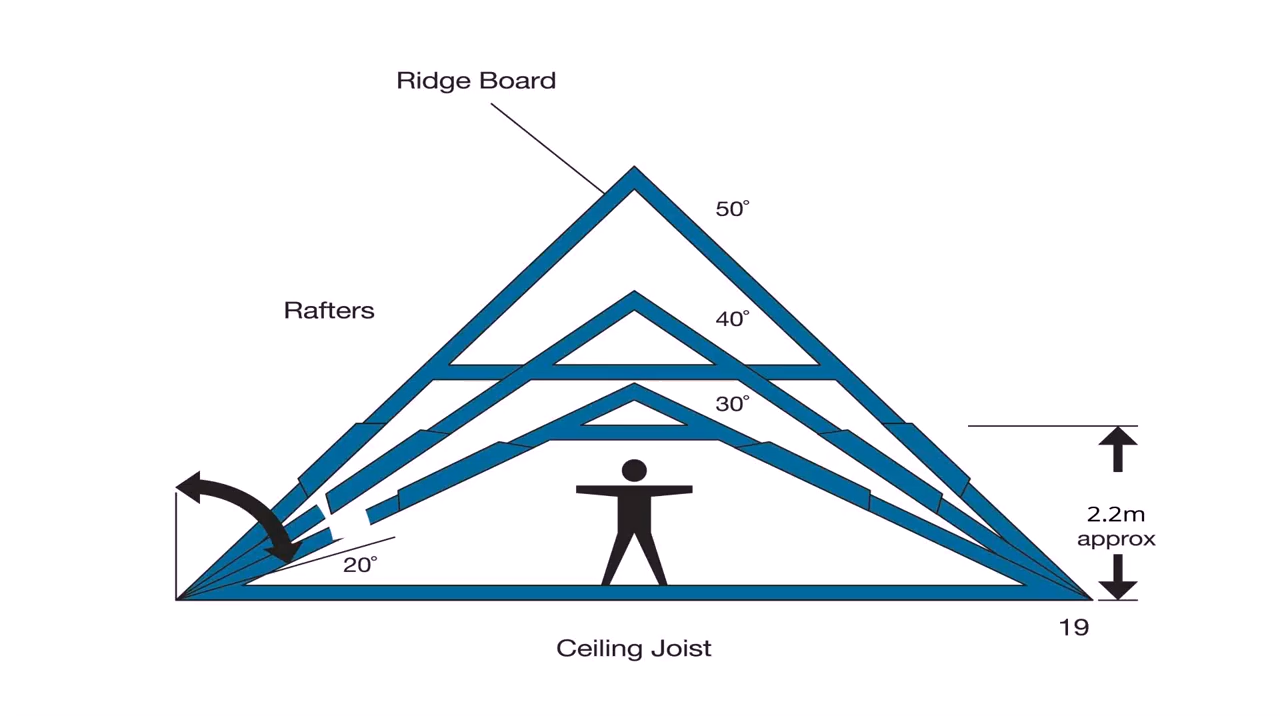 Ridge Board
50°
Rafters
40°
30°
2.2m
approx
20°
19
Ceiling Joist